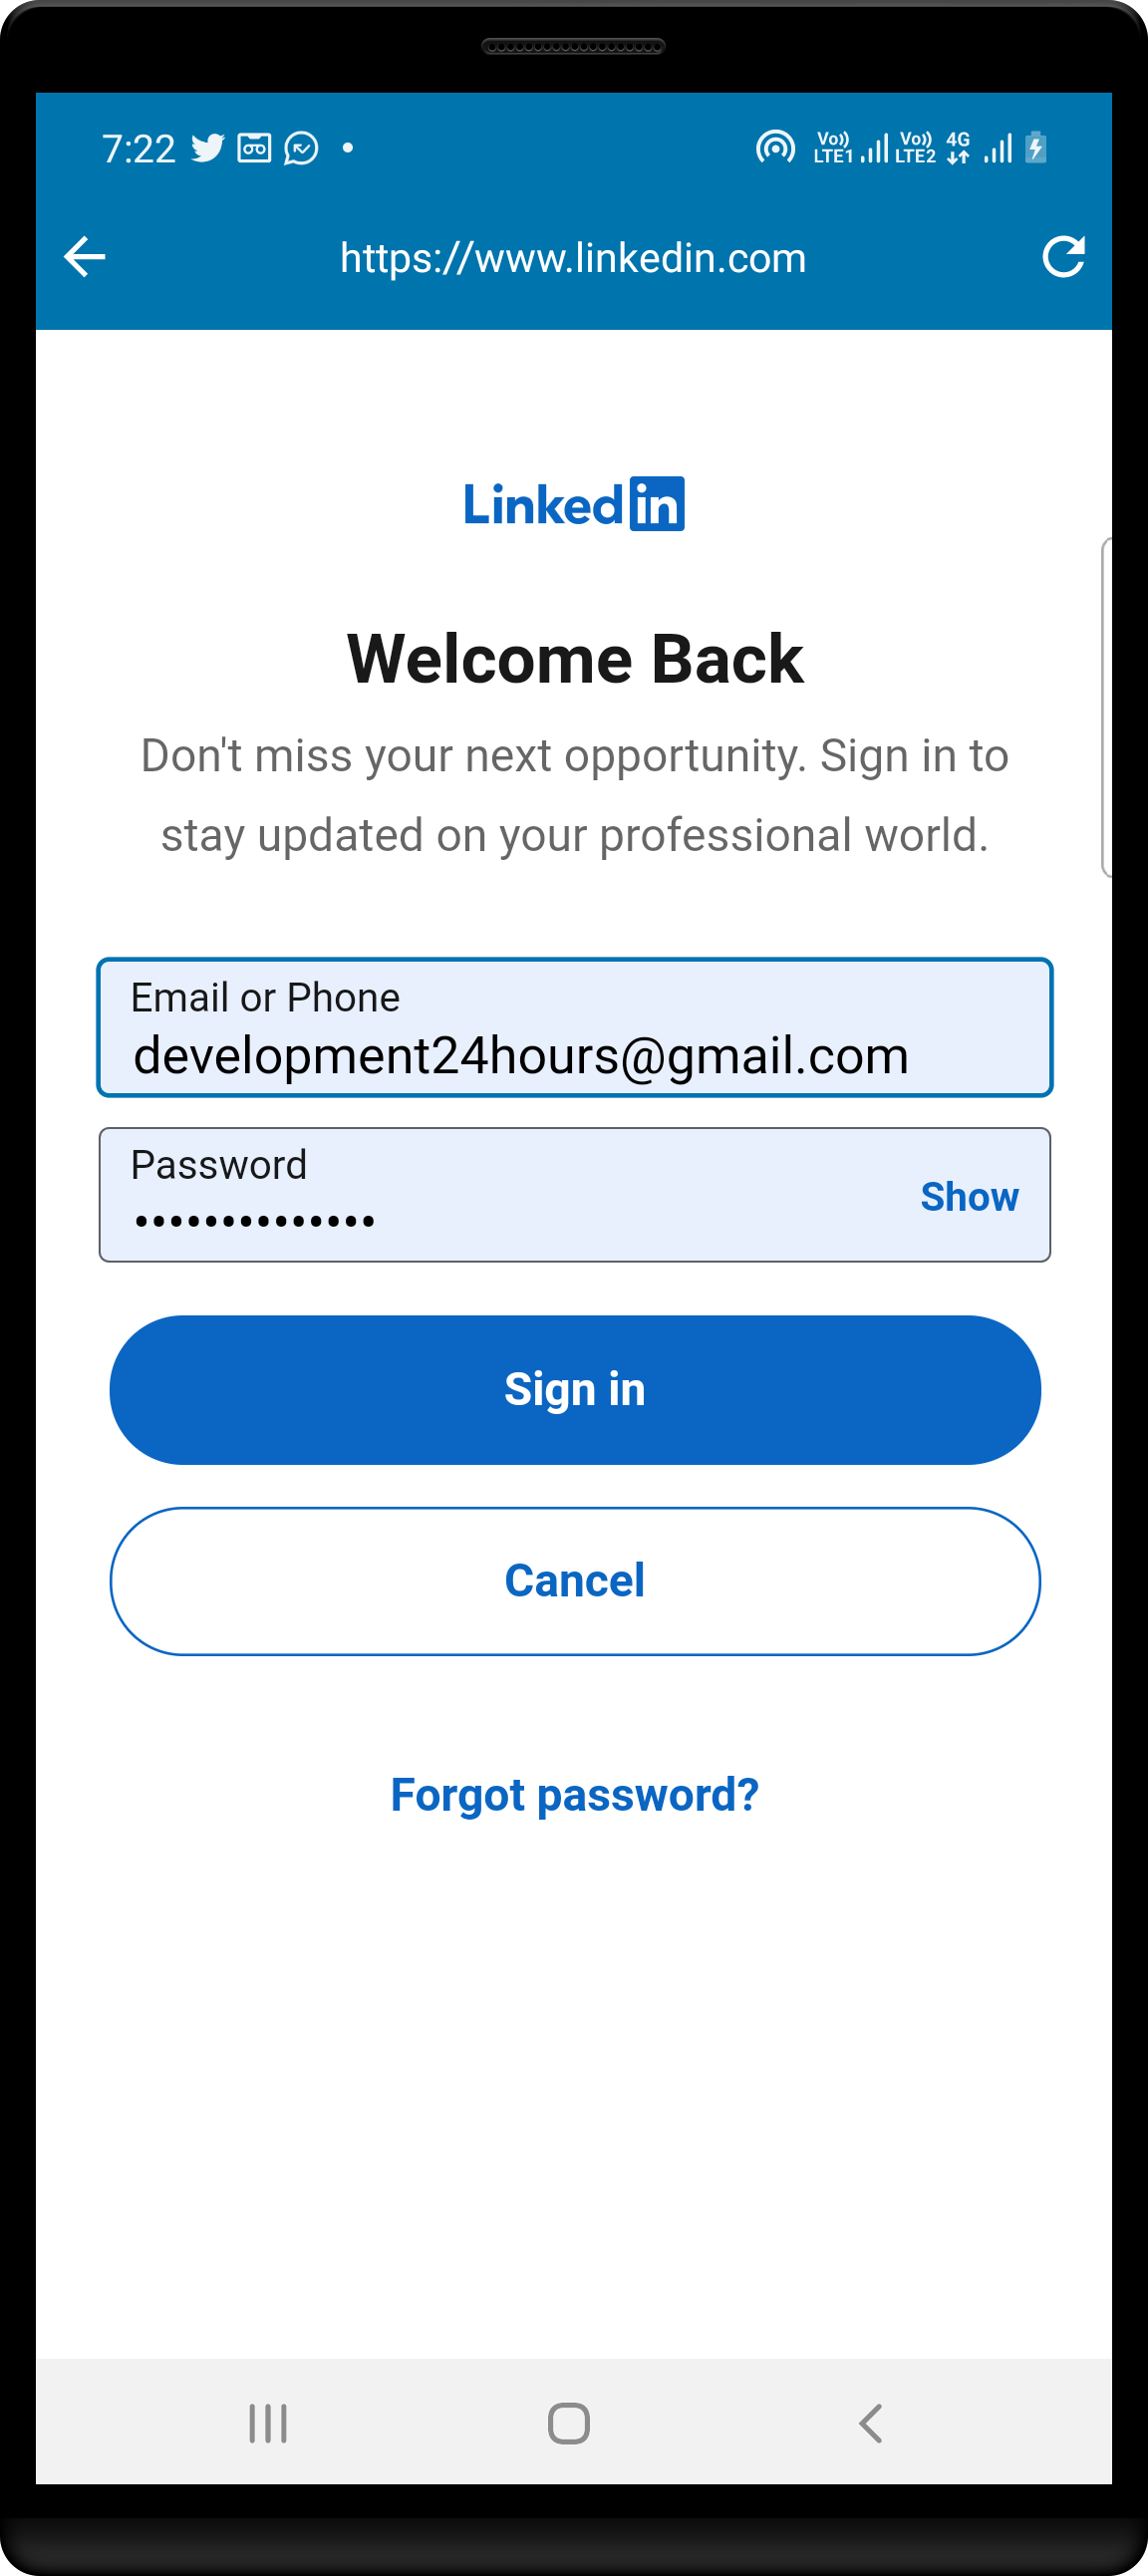 7:22 Vo)) LTE1 Vo)) LTE2 4G
https://www.linkedin.com
Linkedin
Welcome Back
Don't miss your next opportunity. Sign in to
stay updated on your professional world.
Email or Phone
development24hours@gmail.com
Password
••••••••••••••
Show
Sign in
Cancel
Forgot password?